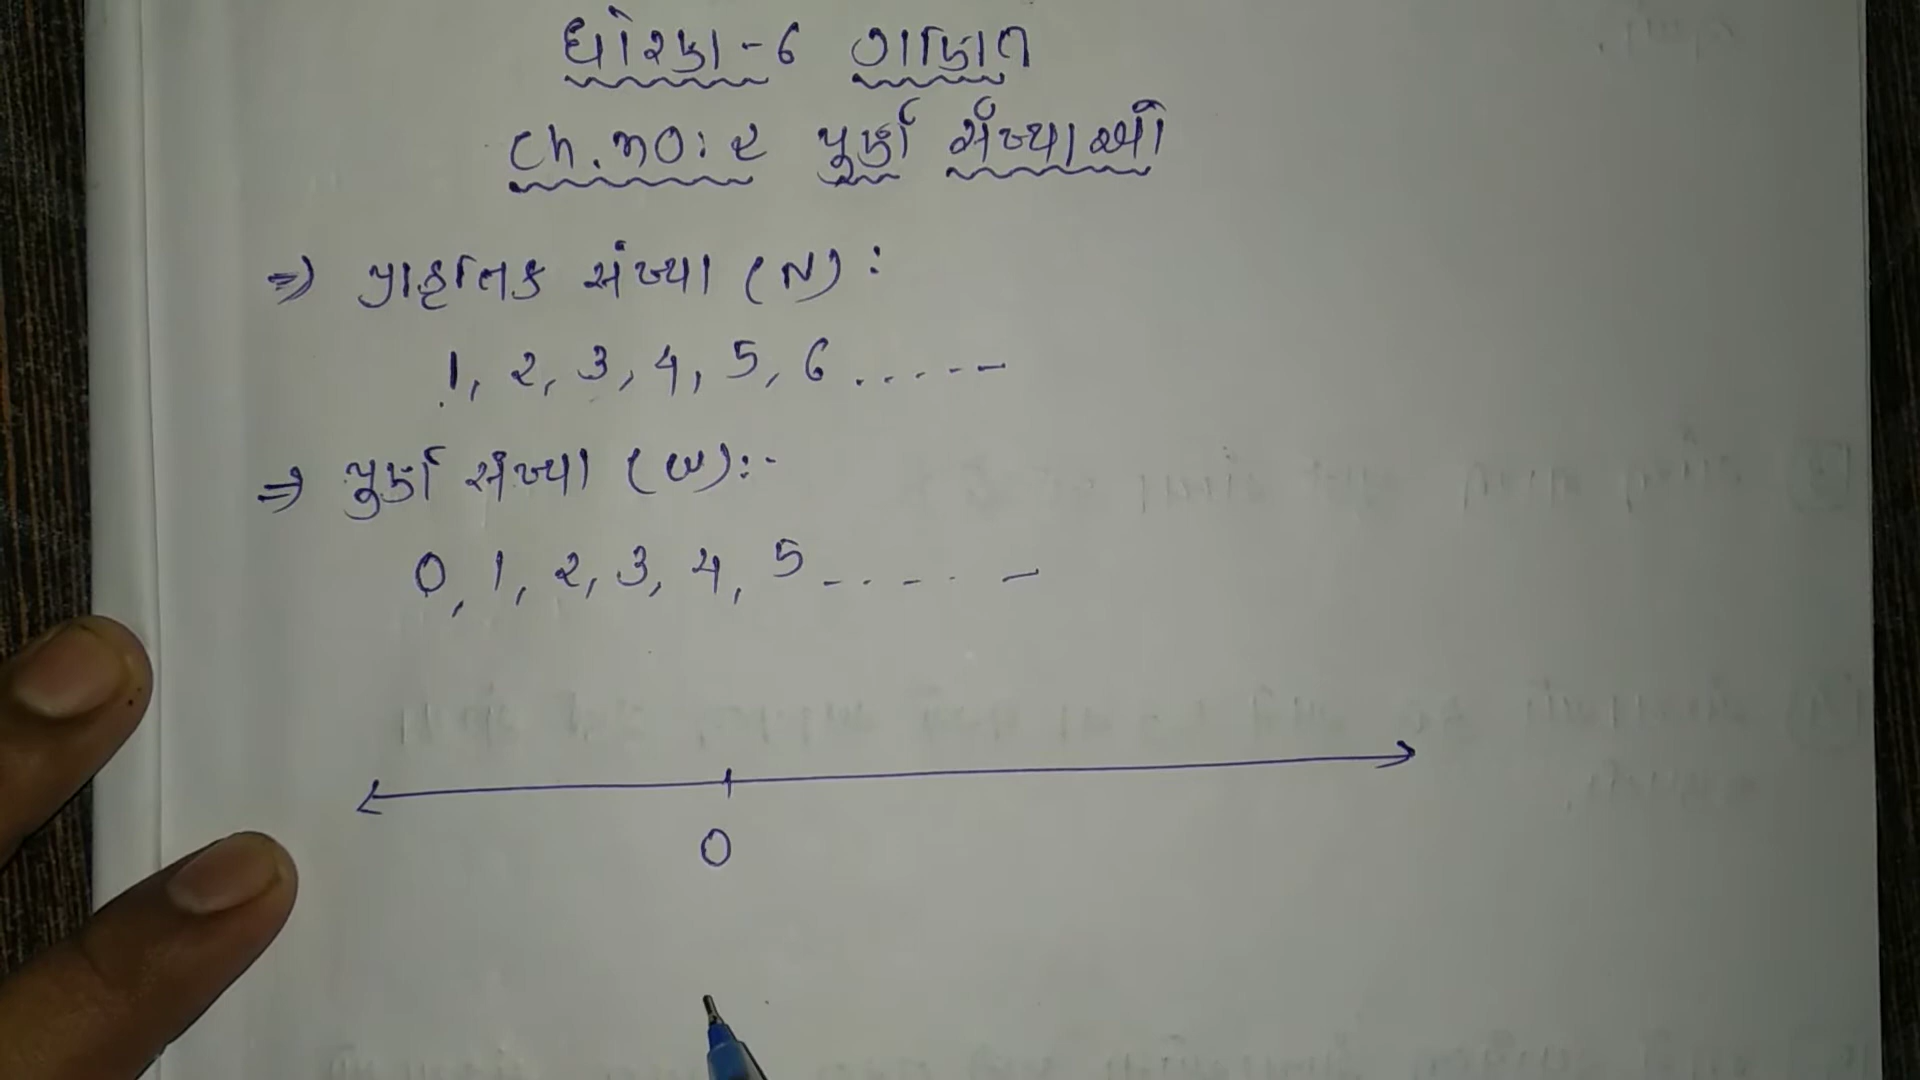 ધોરણ-6 ગણિત
Ch.no:2 પૂર્ણ સંખ્યાઓ
⇒ પ્રાકૃતિક સંખ્યા (N) :
1, 2, 3, 4, 5, 6 .....--
⇒ પૂર્ણ સંખ્યા (W):-
0, 1, 2, 3, 4, 5 -..-. -
0